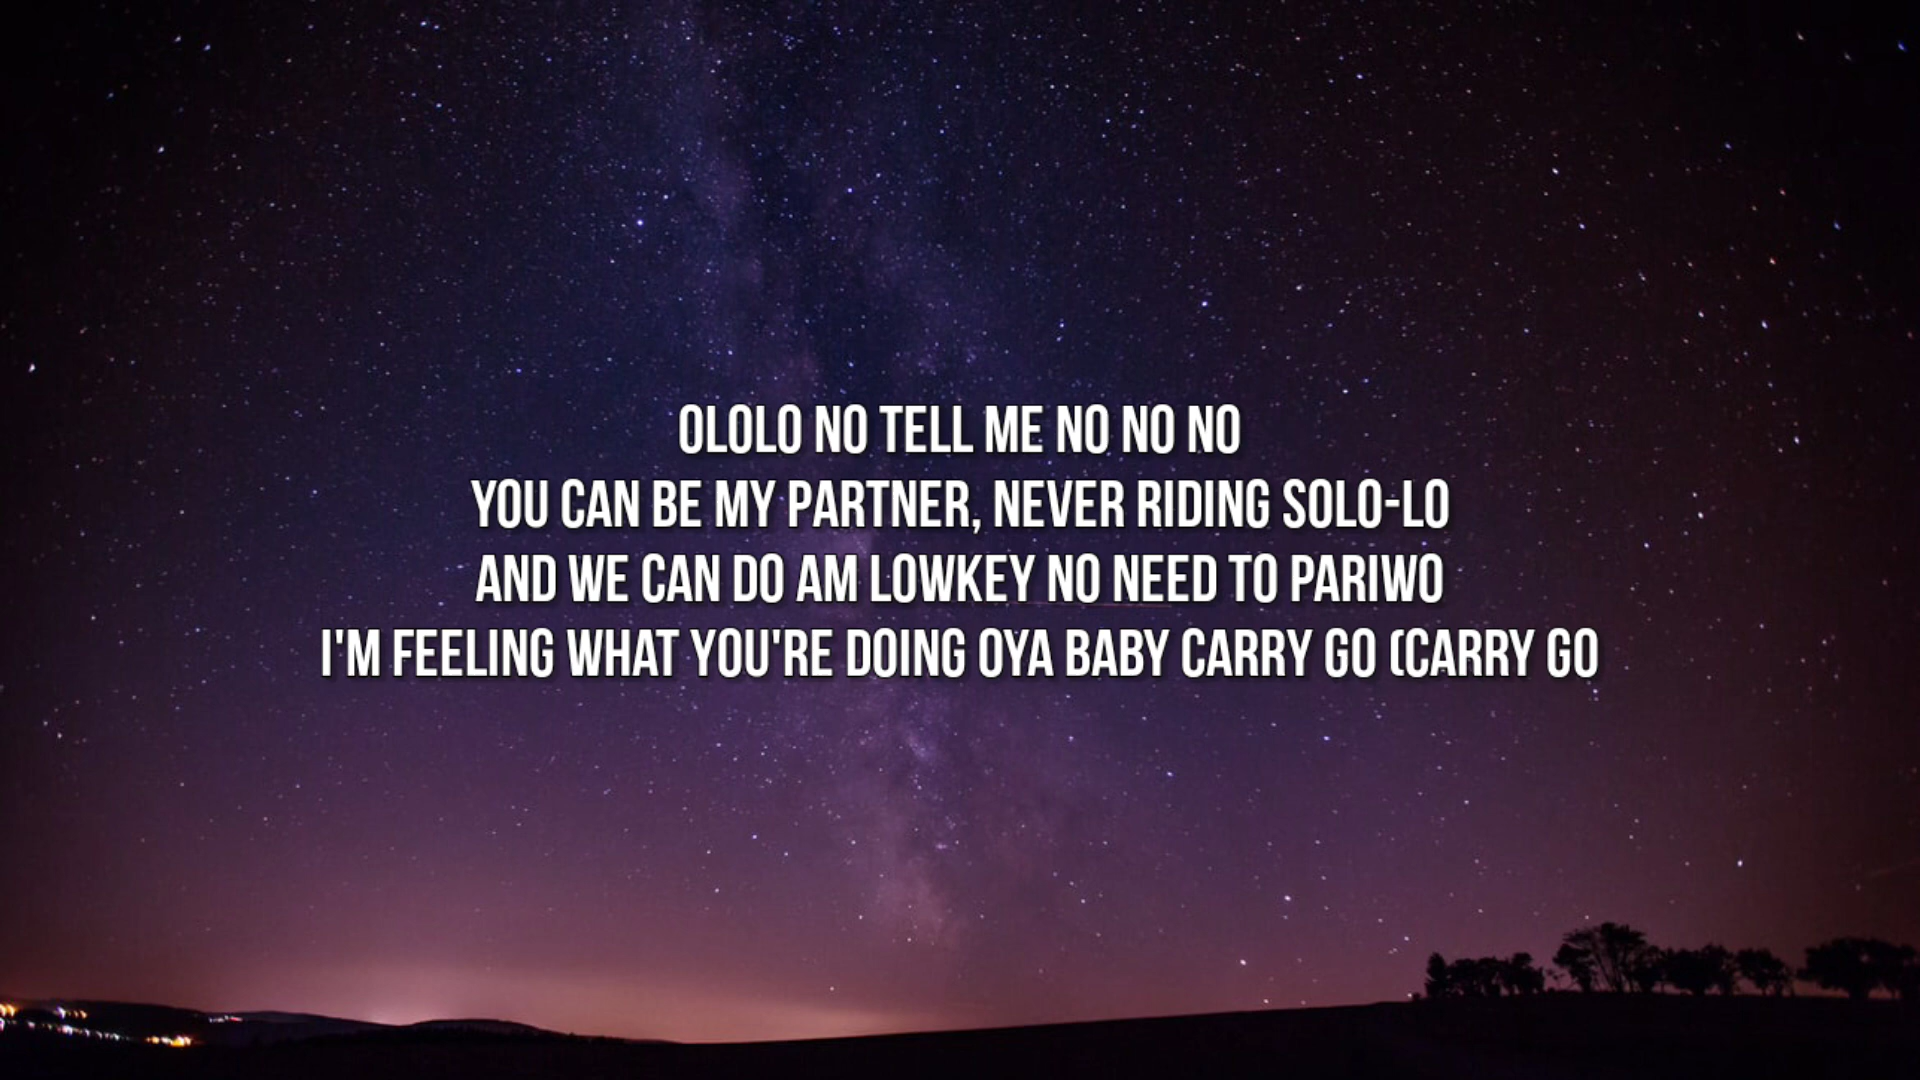 OLOLO NO TELL ME NO NO NO
YOU CAN BE MY PARTNER, NEVER RIDING SOLO-LO
AND WE CAN DO AM LOWKEY NO NEED TO PARIWO
I'M FEELING WHAT YOU'RE DOING OYA BABY CARRY GO (CARRY GO